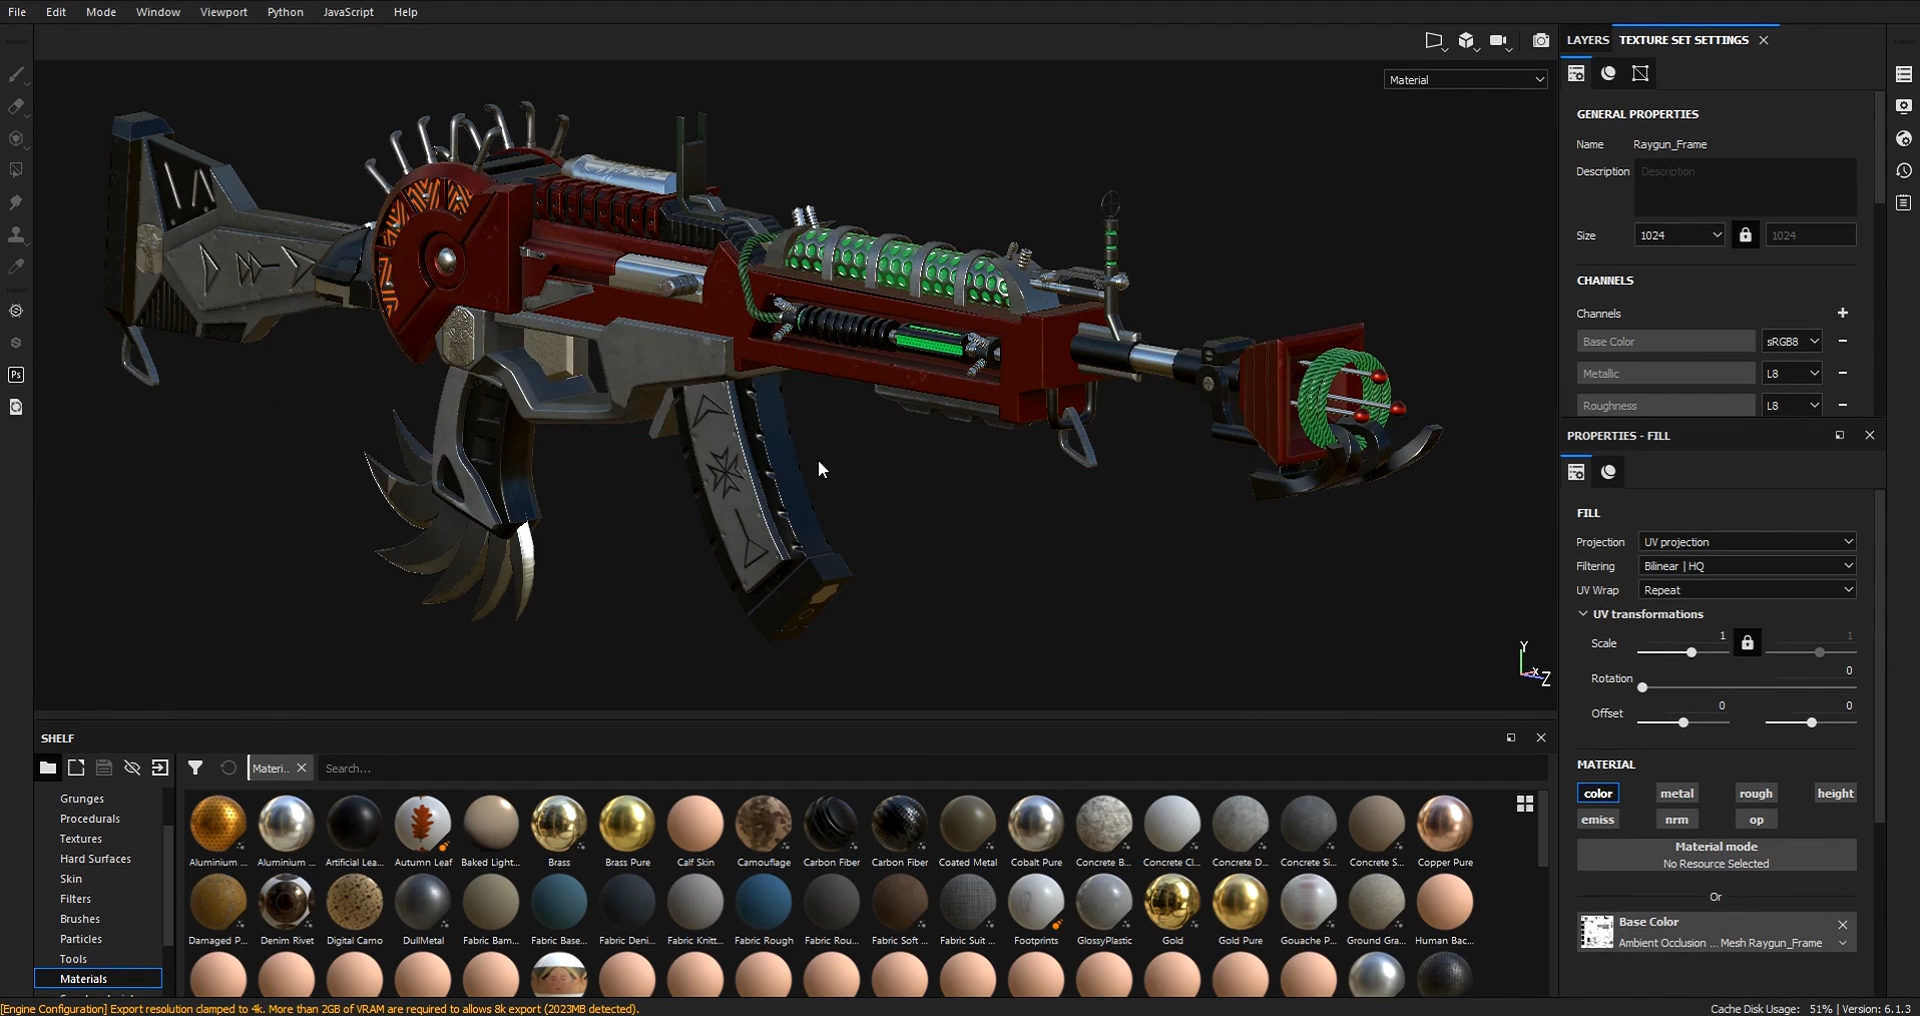 File Edit Mode Window Viewport Python JavaScript Help
LAYERS TEXTURE SET SETTINGS
Material
GENERAL PROPERTIES
Name Raygun_Frame
Description Description
Size 1024 1024
CHANNELS
Channels
Base Color sRGB8
Metallic L8
Roughness L8
PROPERTIES - FILL
FILL
Projection UV projection
Filtering Bilinear | HQ
UV Wrap Repeat
UV transformations
Scale 1 1
Rotation 0
Offset 0 0
MATERIAL
color metal rough height
emiss nrm op
Material mode
No Resource Selected
Or
Base Color
Ambient Occlusion ... Mesh Raygun_Frame
Y
X
Z
SHELF
Materi.. Search...
Grunges
Procedurals
Textures
Hard Surfaces
Skin
Filters
Brushes
Particles
Tools
Materials
Aluminium ... Aluminium ... Artificial Lea... Autumn Leaf Baked Light... Brass Brass Pure Calf Skin Camouflage Carbon Fiber Carbon Fiber Coated Metal Cobalt Pure Concrete B... Concrete Cl... Concrete D... Concrete Si... Concrete S... Copper Pure
Damaged P... Denim Rivet Digital Camo DullMetal Fabric Bam... Fabric Base... Fabric Deni... Fabric Knitt... Fabric Rough Fabric Rou... Fabric Soft ... Fabric Suit ... Footprints GlossyPlastic Gold Gold Pure Gouache P... Ground Gra... Human Bac...
[Engine Configuration] Export resolution clamped to 4k. More than 2GB of VRAM are required to allows 8k export (2023MB detected).
Cache Disk Usage: 51% | Version: 6.1.3